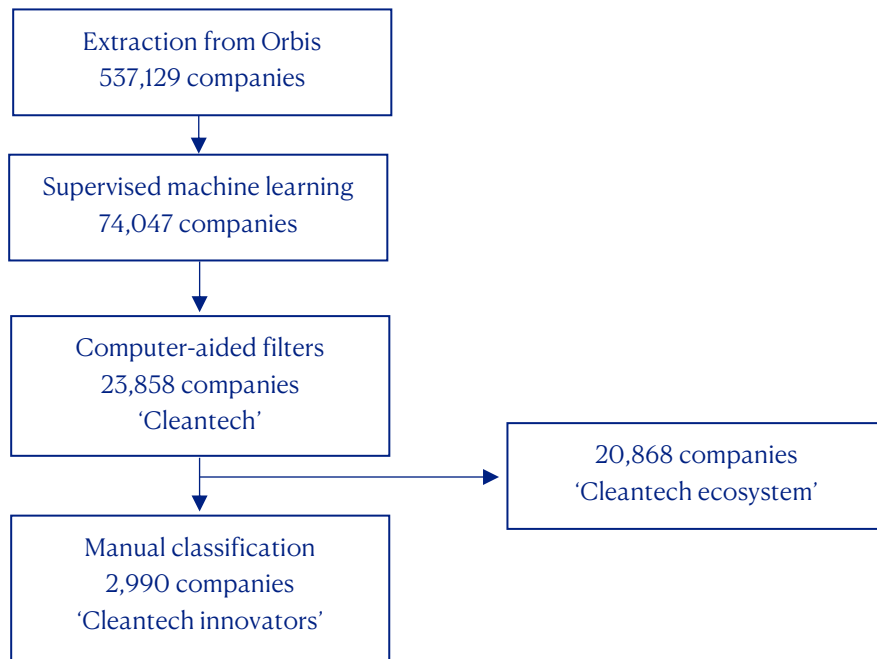 Extraction from Orbis
537,129 companies
Supervised machine learning
74,047 companies
Computer-aided filters
23,858 companies
‘Cleantech’
20,868 companies
‘Cleantech ecosystem’
Manual classification
2,990 companies
‘Cleantech innovators’